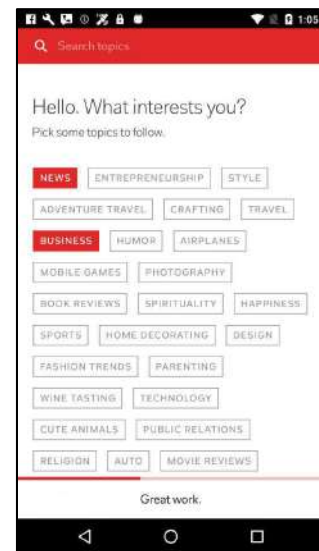 1:05
Search topics
Hello. What interests you?
Pick some topics to follow.
NEWS ENTREPRENEURSHIP STYLE
ADVENTURE TRAVEL CRAFTING TRAVEL
BUSINESS HUMOR AIRPLANES
MOBILE GAMES PHOTOGRAPHY
BOOK REVIEWS SPIRITUALITY HAPPINESS
SPORTS HOME DECORATING DESIGN
FASHION TRENDS PARENTING
WINE TASTING TECHNOLOGY
CUTE ANIMALS PUBLIC RELATIONS
RELIGION AUTO MOVIE REVIEWS
Great work.